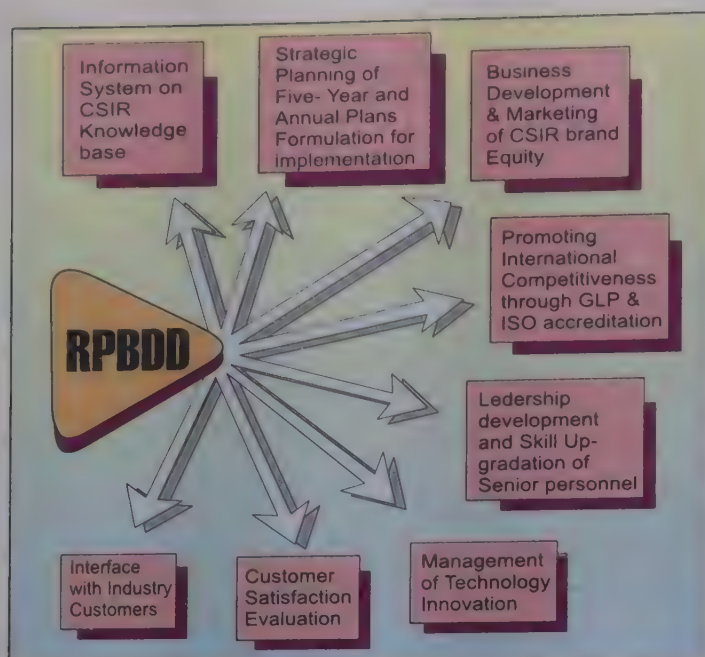 Information
System on
CSIR
Knowledge
base
Strategic
Planning of
Five- Year and
Annual Plans
Formulation for
implementation
Business
Development
& Marketing
of CSIR brand
Equity
Promoting
International
Competitiveness
through GLP &
ISO accreditation
RPBDD
Ledership
development
and Skill Up-
gradation of
Senior personnel
Interface
with Industry
Customers
Customer
Satisfaction
Evaluation
Management
of Technology
Innovation